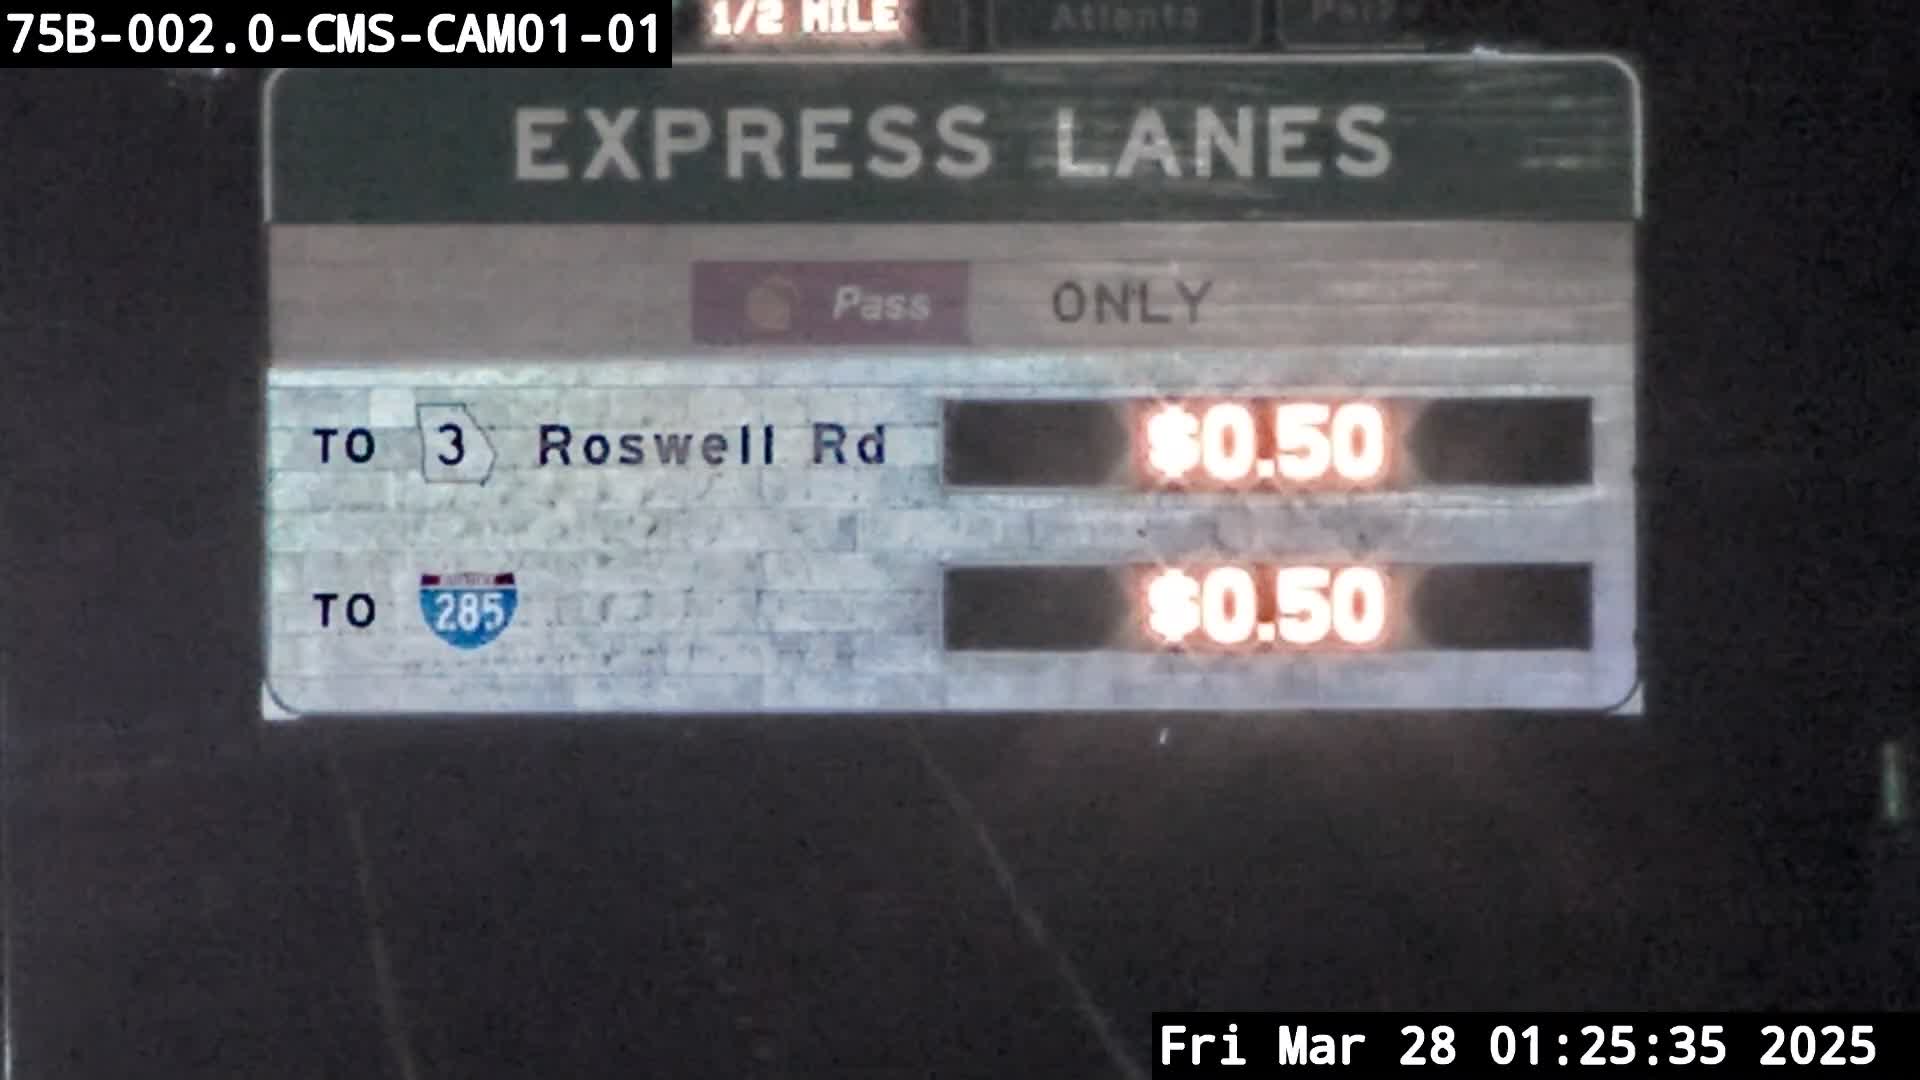 75B-002.0-CMS-CAM01-01
1/2 MILE
Atlanta
EXPRESS LANES
Pass ONLY
TO 3 Roswell Rd $0.50
TO 285 $0.50
Fri Mar 28 01:25:35 2025